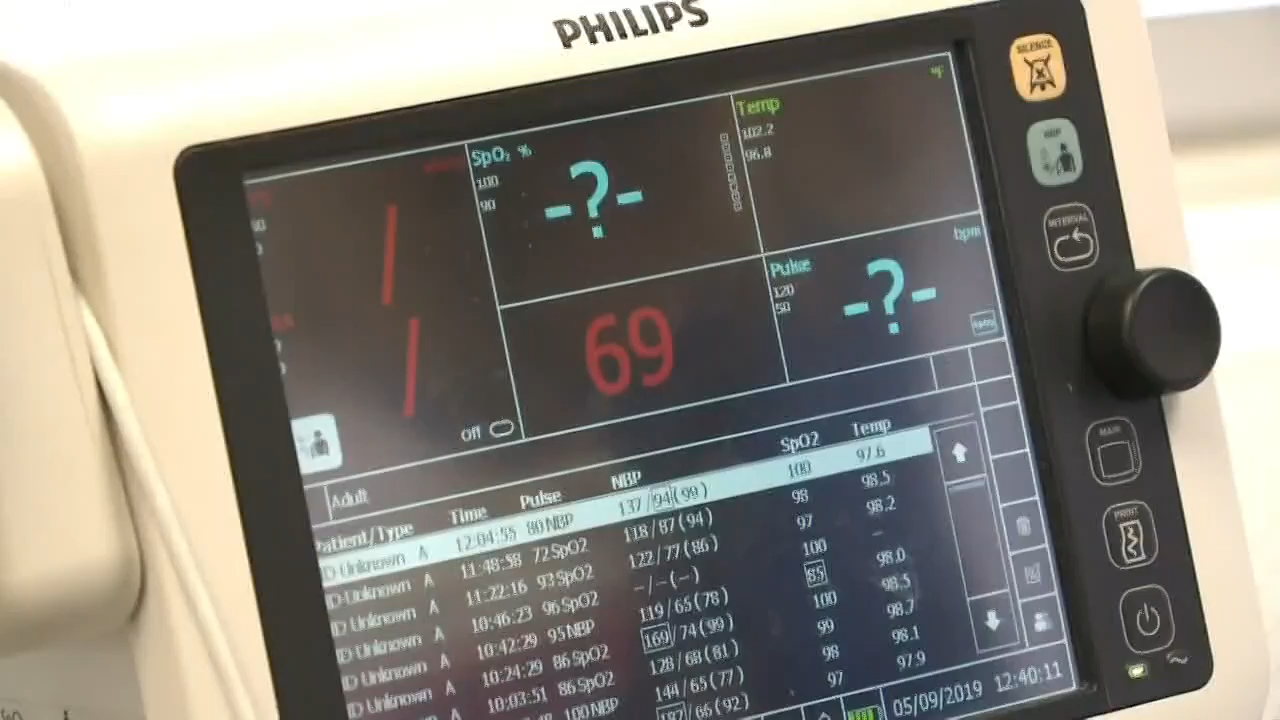 PHILIPS
SILENCE
SpO₂ %
100
90
-?-
Temp °F
102.2
96.8
NBP
INTERVAL
Pulse bpm
120
50
-?-
69
Off
Adult
MAIN
PRINT
Patient/Type Time Pulse NBP SpO2 Temp
ID Unknown A 12:04:55 80 NBP 137/94(99) 100 97.6
ID Unknown A 11:48:58 72 SpO2 118/87(94) 98 98.5
ID Unknown A 11:22:16 93 SpO2 122/77(86) 97 98.2
ID Unknown A 10:46:23 96 SpO2 -/-(-) 100 -
ID Unknown A 10:42:29 95 NBP 119/65(78) 85 98.0
ID Unknown A 10:24:29 86 SpO2 169/74(99) 100 98.5
A 10:03:51 86 SpO2 128/68(81) 99 98.7
100 NBP 144/65(77) 98 98.1
/66(92) 97 97.9
05/09/2019 12:40:11